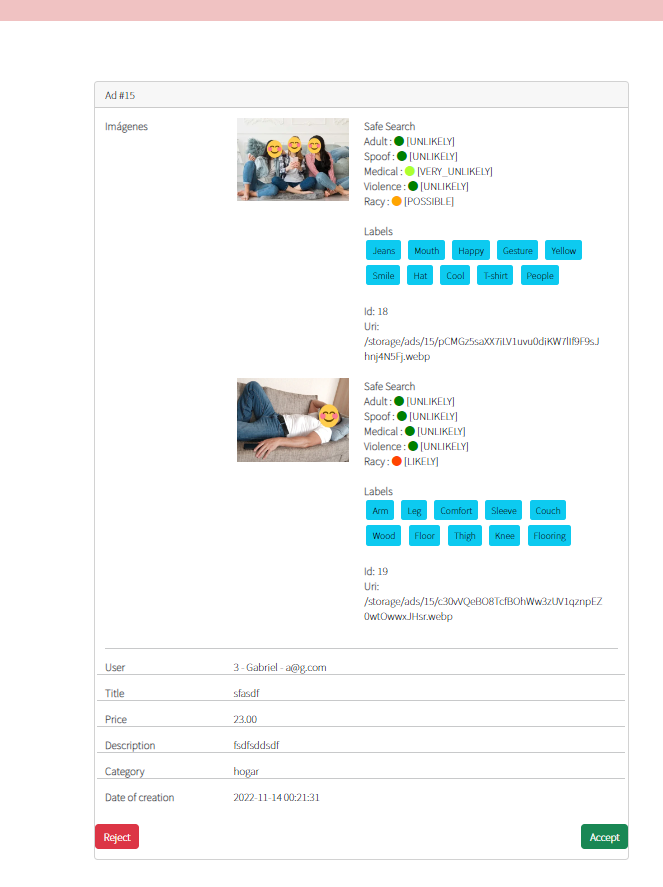 Ad #15
Imágenes
Safe Search
Adult : [UNLIKELY]
Spoof : [UNLIKELY]
Medical : [VERY_UNLIKELY]
Violence : [UNLIKELY]
Racy : [POSSIBLE]
Labels
Jeans Mouth Happy Gesture Yellow
Smile Hat Cool T-shirt People
Id: 18
Uri:
/storage/ads/15/pCMGz5saXX7iLV1uvu0diKW7lIf9F9sJ
hnj4N5Fj.webp
Safe Search
Adult : [UNLIKELY]
Spoof : [UNLIKELY]
Medical : [UNLIKELY]
Violence : [UNLIKELY]
Racy : [LIKELY]
Labels
Arm Leg Comfort Sleeve Couch
Wood Floor Thigh Knee Flooring
Id: 19
Uri:
/storage/ads/15/c30vVQeBO8TcfBOhWw3zUV1qznpEZ
0wtOwwxJHsr.webp
User 3 - Gabriel - a@g.com
Title sfasdf
Price 23.00
Description fsdfsddsdf
Category hogar
Date of creation 2022-11-14 00:21:31
Reject Accept